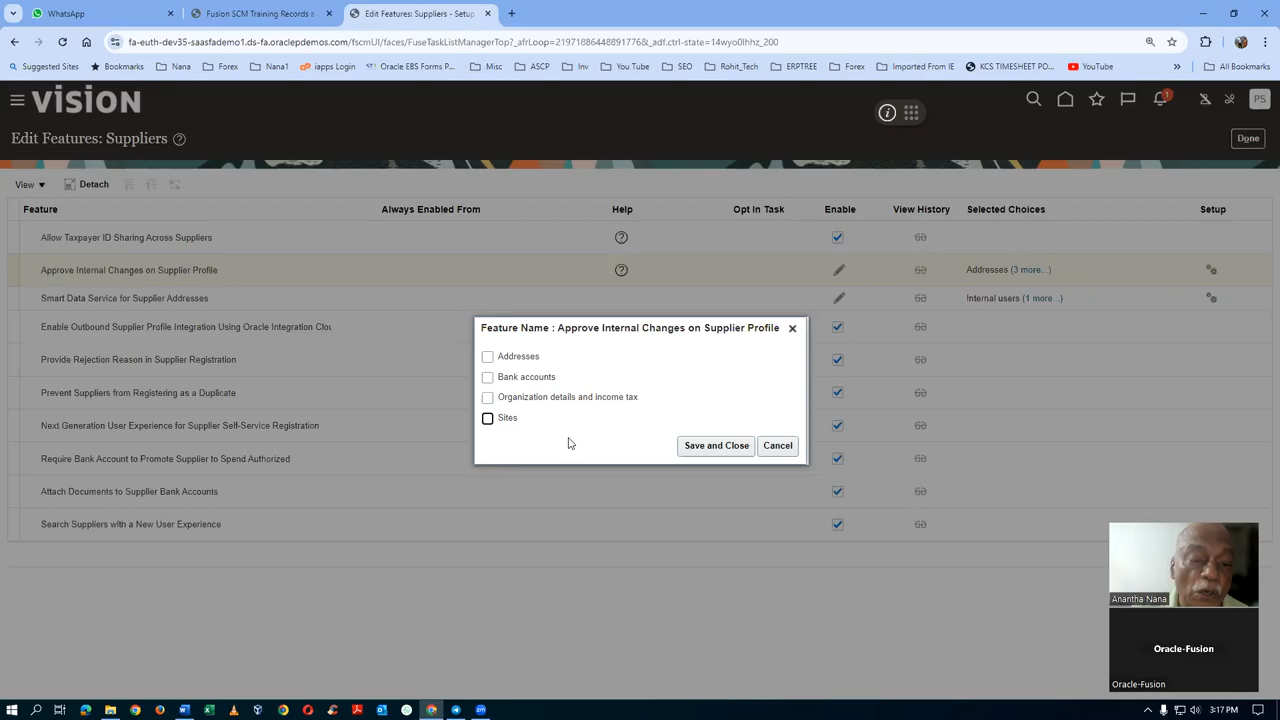 WhatsApp
Fusion SCM Training Records a
Edit Features: Suppliers - Setup
fa-euth-dev35-saasfademo1.ds-fa.oraclepdemos.com/fscmUI/faces/FuseTaskListManagerTop?_afrLoop=21971886448891776&_adf.ctrl-state=14wyo0lhhz_200
Suggested Sites Bookmarks Nana Forex Nana1 iapps Login Oracle EBS Forms P... Misc ASCP Inv You Tube SEO Rohit_Tech ERPTREE Forex Imported From IE KCS TIMESHEET PO... YouTube All Bookmarks
VISION
1
PS
Edit Features: Suppliers
Done
View Detach
Feature Always Enabled From Help Opt In Task Enable View History Selected Choices Setup
Allow Taxpayer ID Sharing Across Suppliers
Approve Internal Changes on Supplier Profile Addresses (3 more...)
Smart Data Service for Supplier Addresses Internal users (1 more...)
Enable Outbound Supplier Profile Integration Using Oracle Integration Clou
Provide Rejection Reason in Supplier Registration
Prevent Suppliers from Registering as a Duplicate
Next Generation User Experience for Supplier Self-Service Registration
Require Bank Account to Promote Supplier to Spend Authorized
Attach Documents to Supplier Bank Accounts
Search Suppliers with a New User Experience
Feature Name : Approve Internal Changes on Supplier Profile
Addresses
Bank accounts
Organization details and income tax
Sites
Save and Close Cancel
Anantha Nana
Oracle-Fusion
Oracle-Fusion
3:17 PM